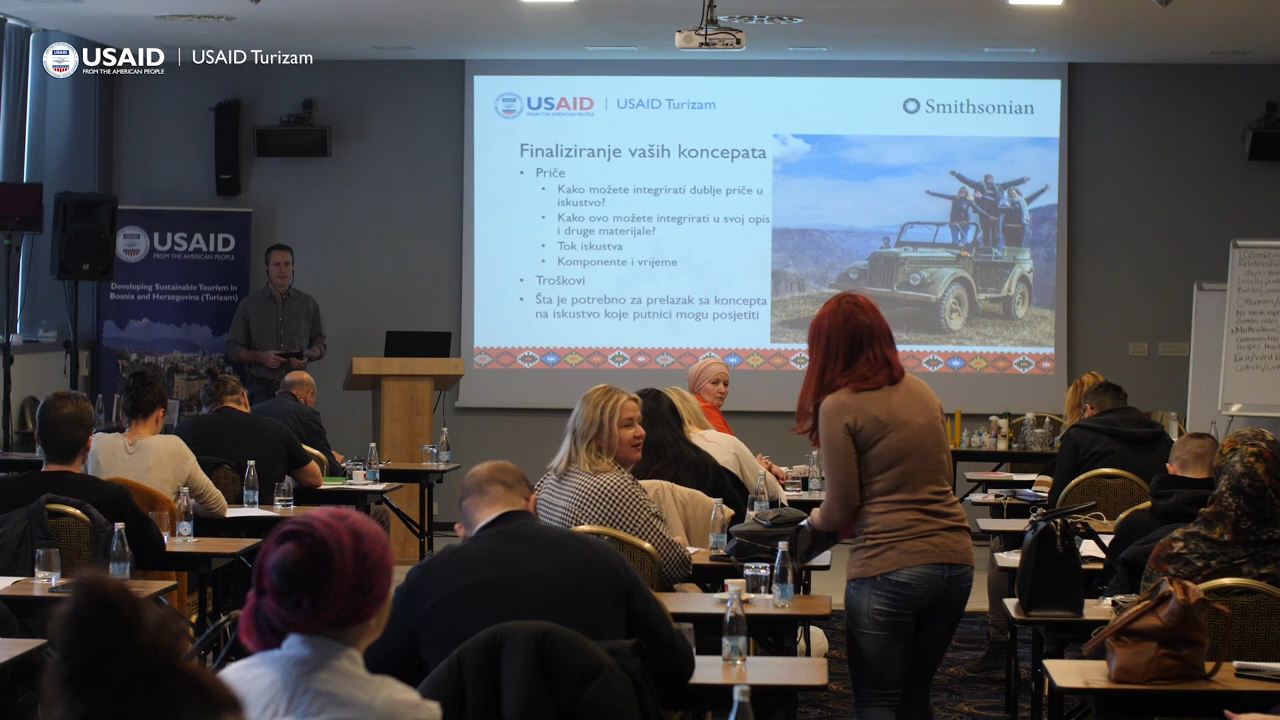 USAID
FROM THE AMERICAN PEOPLE
USAID Turizam
USAID
FROM THE AMERICAN PEOPLE
USAID Turizam
Smithsonian
Finaliziranje vaših koncepata
• Priče
• Kako možete integrirati dublje priče u
iskustvo?
• Kako ovo možete integrirati u svoj opis
i druge materijale?
• Tok iskustva
• Komponente i vrijeme
• Troškovi
• Šta je potrebno za prelazak sa koncepta
na iskustvo koje putnici mogu posjetiti
USAID
FROM THE AMERICAN PEOPLE
Developing Sustainable Tourism in
Bosnia and Herzegovina (Turizam)